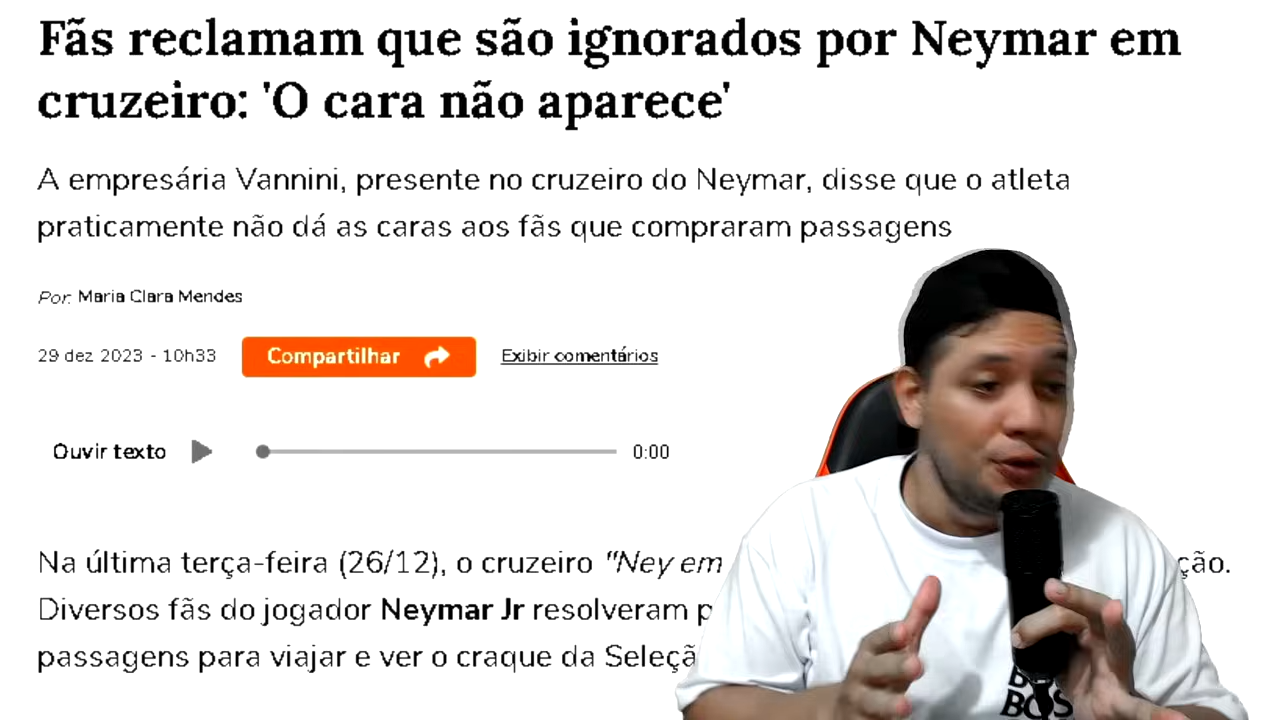 Fãs reclamam que são ignorados por Neymar em
cruzeiro: 'O cara não aparece'
A empresária Vannini, presente no cruzeiro do Neymar, disse que o atleta
praticamente não dá as caras aos fãs que compraram passagens
Por: Maria Clara Mendes
29 dez 2023 - 10h33 Compartilhar Exibir comentários
Ouvir texto 0:00
Na última terça-feira (26/12), o cruzeiro "Ney em ção.
Diversos fãs do jogador Neymar Jr resolveram p
passagens para viajar e ver o craque da Seleçã